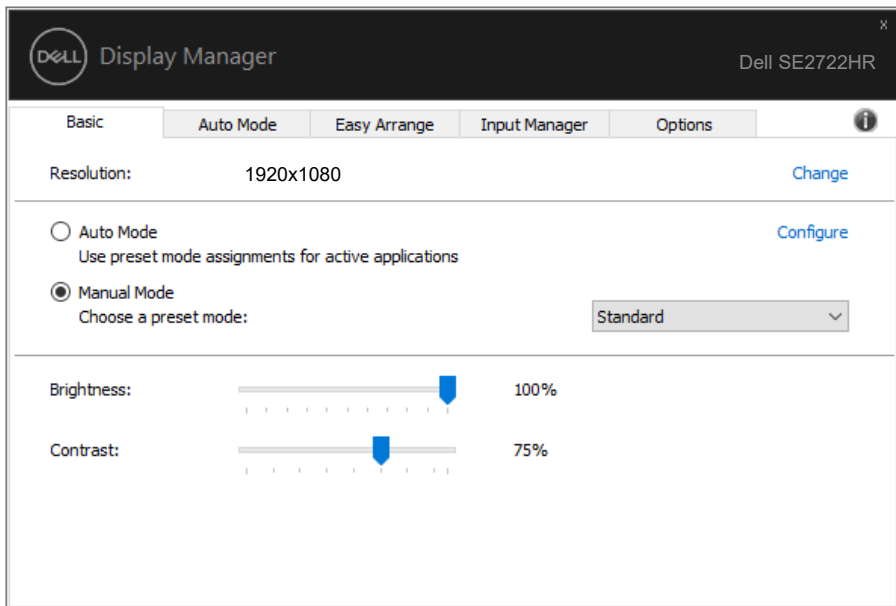 x
DELL Display Manager
Dell SE2722HR
Basic Auto Mode Easy Arrange Input Manager Options i
Resolution: 1920x1080 Change
Auto Mode Configure
Use preset mode assignments for active applications
Manual Mode
Choose a preset mode: Standard
Brightness: 100%
Contrast: 75%